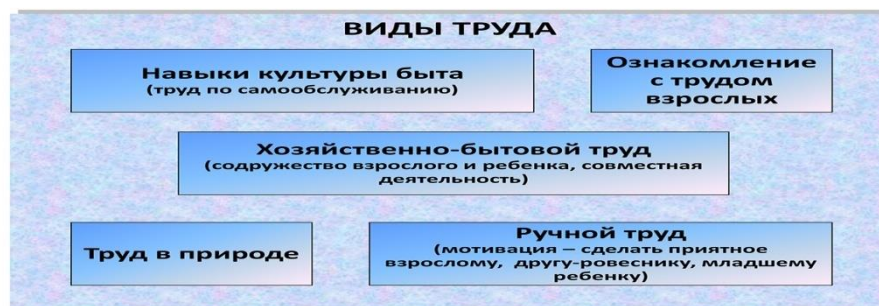 ВИДЫ ТРУДА
Навыки культуры быта
(труд по самообслуживанию)
Ознакомление
с трудом
взрослых
Хозяйственно-бытовой труд
(содружество взрослого и ребенка, совместная
деятельность)
Труд в природе
Ручной труд
(мотивация – сделать приятное
взрослому, другу-ровеснику, младшему
ребенку)